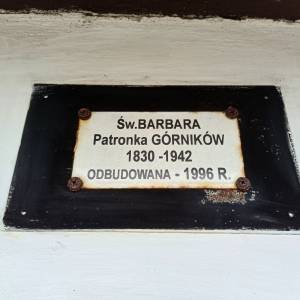 Św.BARBARA
Patronka GÓRNIKÓW
1830 -1942
ODBUDOWANA - 1996 R.